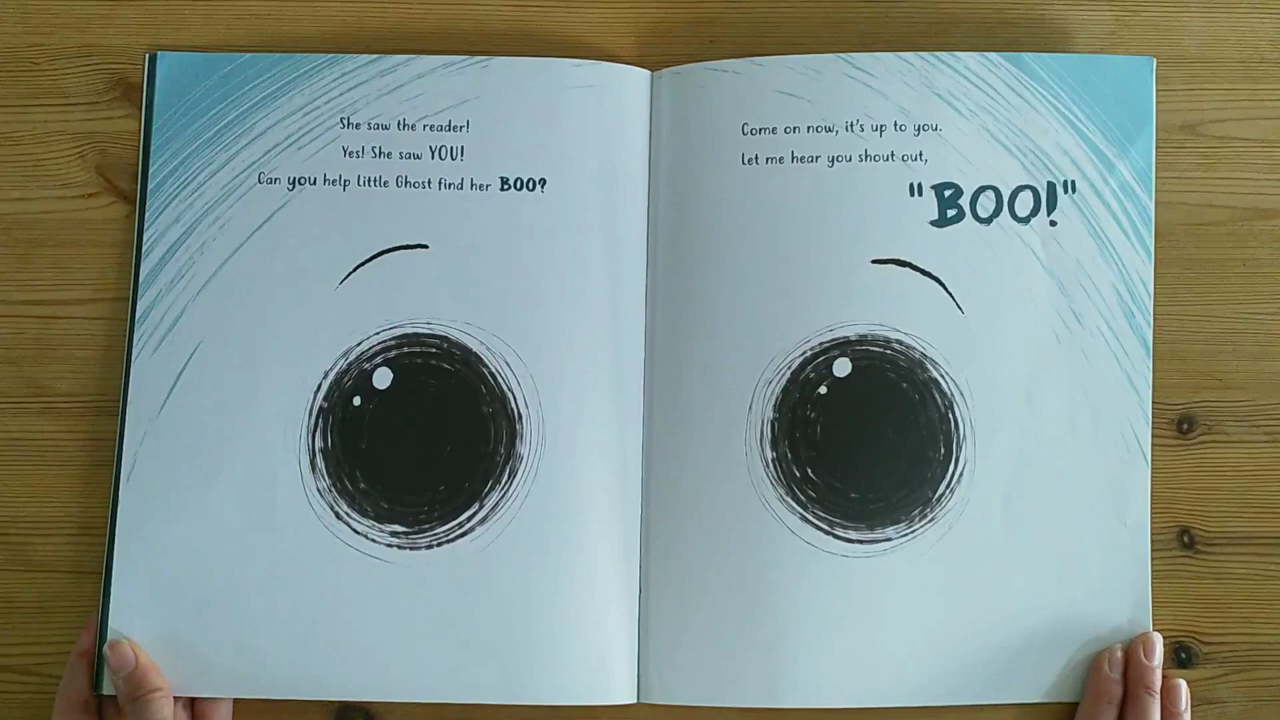 She saw the reader!
Yes! She saw YOU!
Can you help Little Ghost find her BOO?
Come on now, it's up to you.
Let me hear you shout out,
"BOO!"